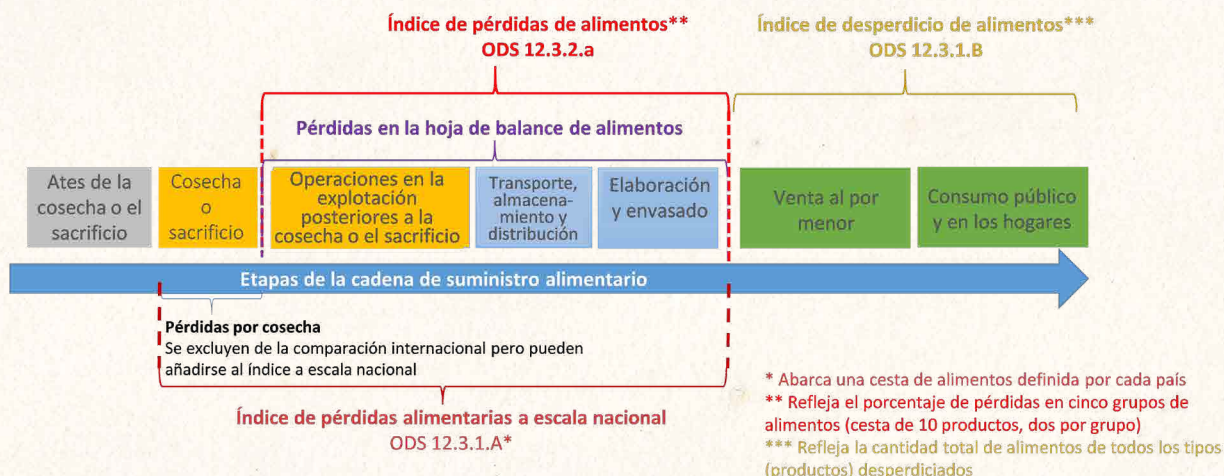 Índice de pérdidas de alimentos**
ODS 12.3.2.a
Índice de desperdicio de alimentos***
ODS 12.3.1.B
Pérdidas en la hoja de balance de alimentos
Ates de la
cosecha o el
sacrificio
Cosecha
o
sacrificio
Operaciones en la
explotación
posteriores a la
cosecha o el sacrificio
Transporte,
almacena-
miento y
distribución
Elaboración
y envasado
Venta al por
menor
Consumo público
y en los hogares
Etapas de la cadena de suministro alimentario
Pérdidas por cosecha
Se excluyen de la comparación internacional pero pueden
añadirse al índice a escala nacional
Índice de pérdidas alimentarias a escala nacional
ODS 12.3.1.A*
* Abarca una cesta de alimentos definida por cada país
** Refleja el porcentaje de pérdidas en cinco grupos de
alimentos (cesta de 10 productos, dos por grupo)
*** Refleja la cantidad total de alimentos de todos los tipos
(productos) desperdiciados